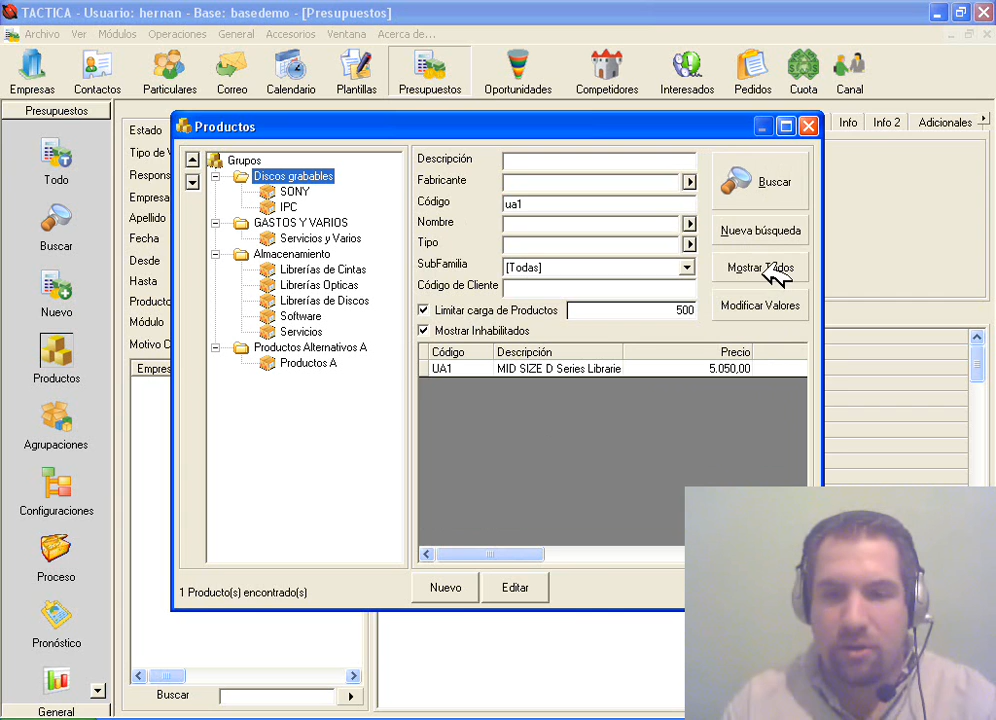 TACTICA - Usuario: hernan - Base: basedemo - [Presupuestos]
Archivo Ver Módulos Operaciones General Accesorios Ventana Acerca de...
Empresas Contactos Particulares Correo Calendario Plantillas Presupuestos Oportunidades Competidores Interesados Pedidos Cuota Canal
Presupuestos
Todo
Buscar
Nuevo
Productos
Agrupaciones
Configuraciones
Proceso
Pronóstico
General
Estado
Tipo de V
Respons
Empresa
Apellido
Fecha
Desde
Hasta
Producto
Módulo
Motivo C
Empres
Buscar
Info Info 2 Adicionales
Productos
Grupos
Discos grabables
SONY
IPC
GASTOS Y VARIOS
Servicios y Varios
Almacenamiento
Librerías de Cintas
Librerías Opticas
Librerías de Discos
Software
Servicios
Productos Alternativos A
Productos A
1 Producto(s) encontrado(s)
Descripción
Fabricante
Código ua1
Nombre
Tipo
SubFamilia [Todas]
Código de Cliente
Limitar carga de Productos 500
Mostrar Inhabilitados
Buscar
Nueva búsqueda
Modificar Valores
Código Descripción Precio
UA1 MID SIZE D Series Librarie 5.050,00
Nuevo Editar